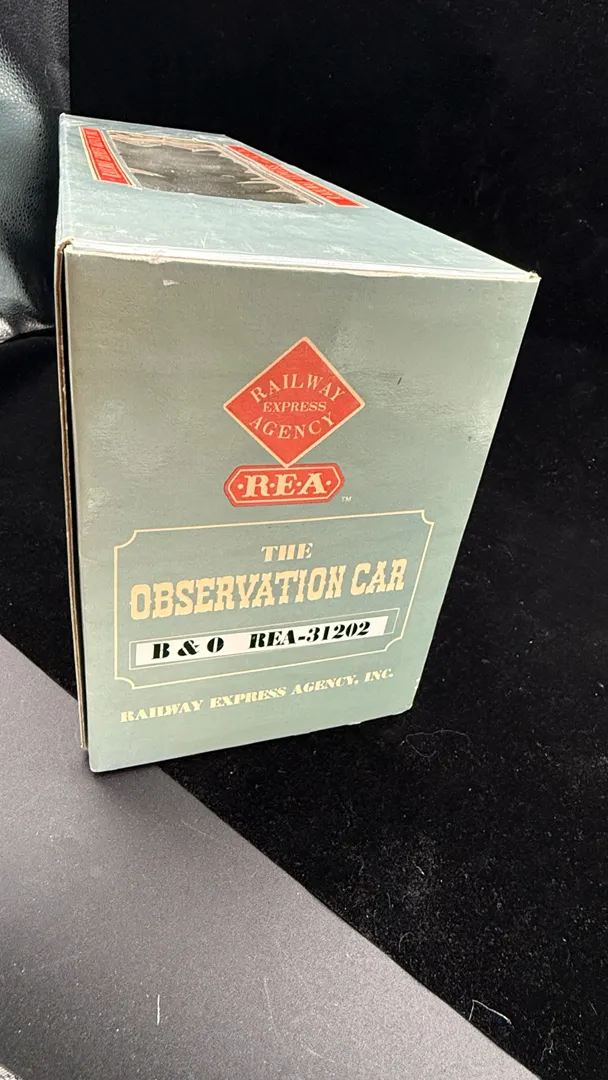 RAILWAY
EXPRESS
AGENCY
R·E·A·
TM
THE
OBSERVATION CAR
B & O REA-31202
RAILWAY EXPRESS AGENCY, INC.